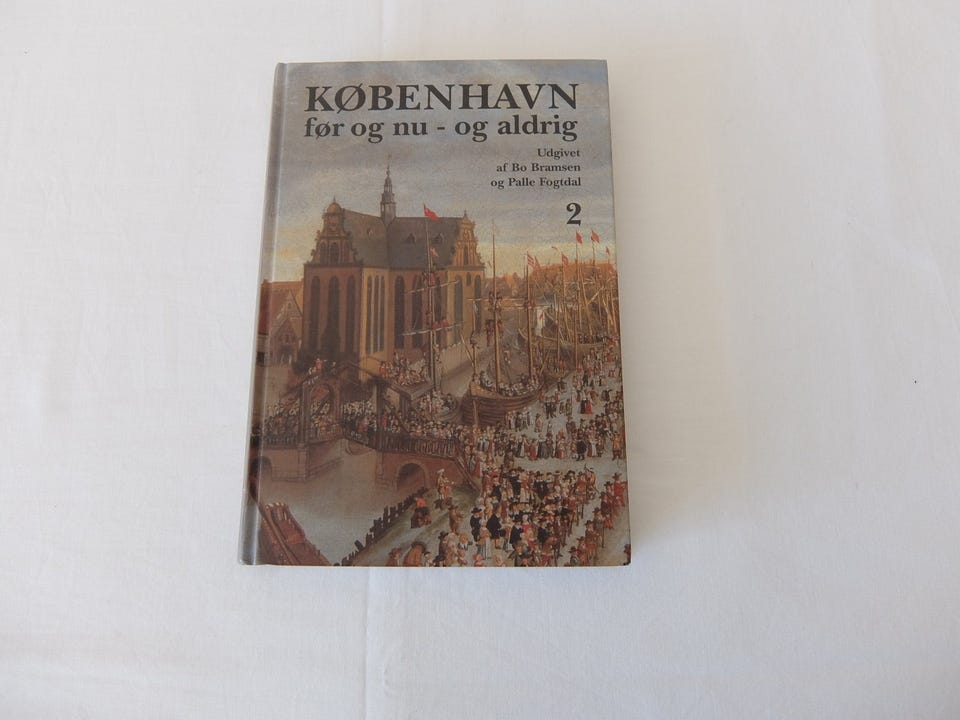 KØBENHAVN
før og nu - og aldrig
Udgivet
af Bo Bramsen
og Palle Fogtdal
2